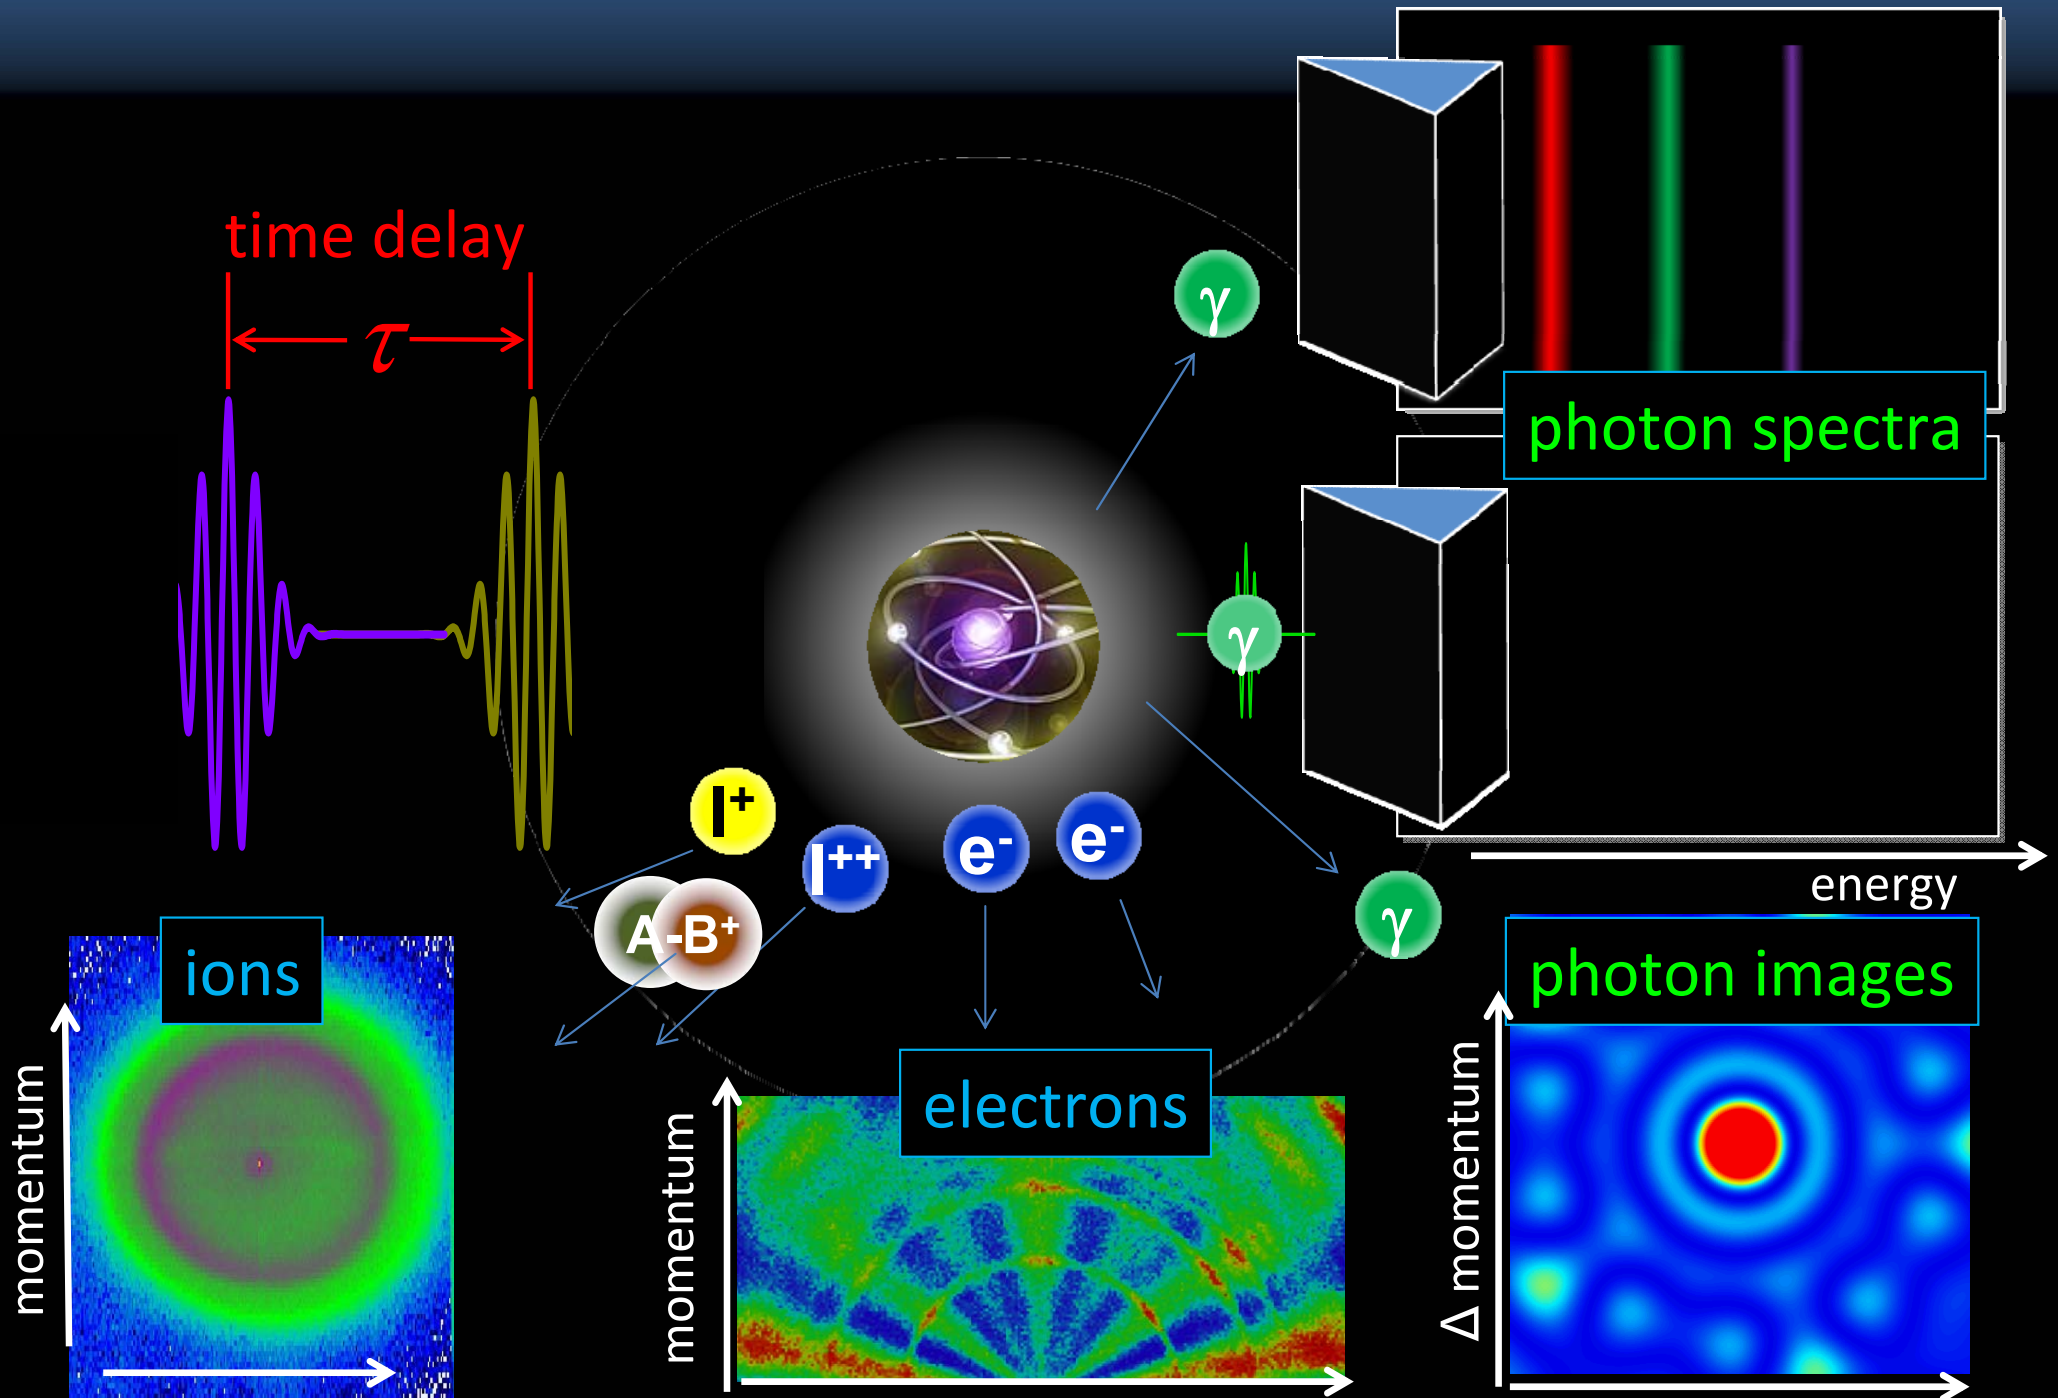 time delay
τ
γ
photon spectra
γ
energy
I⁺
I⁺⁺
e⁻
e⁻
A-B⁺
γ
ions
momentum
electrons
momentum
photon images
Δ momentum